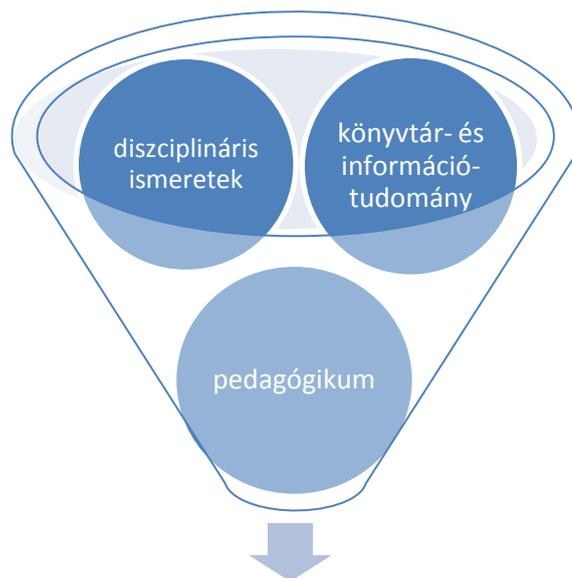 diszciplináris
ismeretek
könyvtár- és
információ-
tudomány
pedagógikum